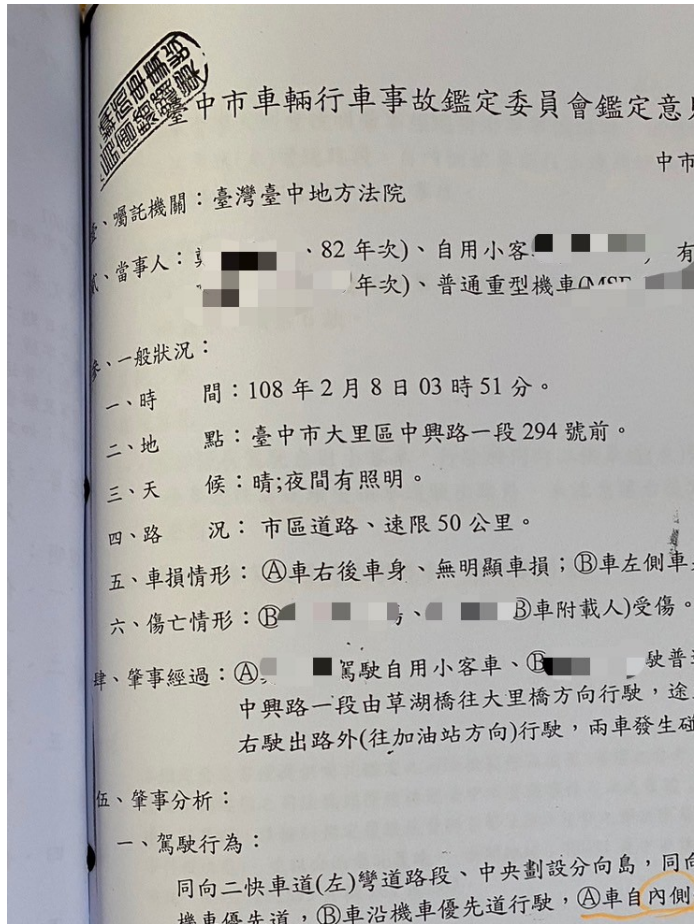 臺中市車輛行車事故鑑定委員會鑑定意見
中市
壹、囑託機關：臺灣臺中地方法院
貳、當事人： 、82 年次)、自用小客 有
年次)、普通重型機車(
參、一般狀況：
一、時 間：108 年 2 月 8 日 03 時 51 分。
二、地 點：臺中市大里區中興路一段 294 號前。
三、天 候：晴;夜間有照明。
四、路 況： 市區道路、速限 50 公里。
五、車損情形：Ⓐ車右後車身、無明顯車損；Ⓑ車左側車
六、傷亡情形：Ⓑ 、 Ⓑ車附載人)受傷。
肆、肇事經過：Ⓐ 駕駛自用小客車、Ⓑ 駛普
中興路一段由草湖橋往大里橋方向行駛，途
右駛出路外(往加油站方向)行駛，兩車發生碰
伍、肇事分析：
一、駕駛行為：
同向二快車道(左)彎道路段、中央劃設分向島，同向
機車優先道，Ⓑ車沿機車優先道行駛，Ⓐ車自內側